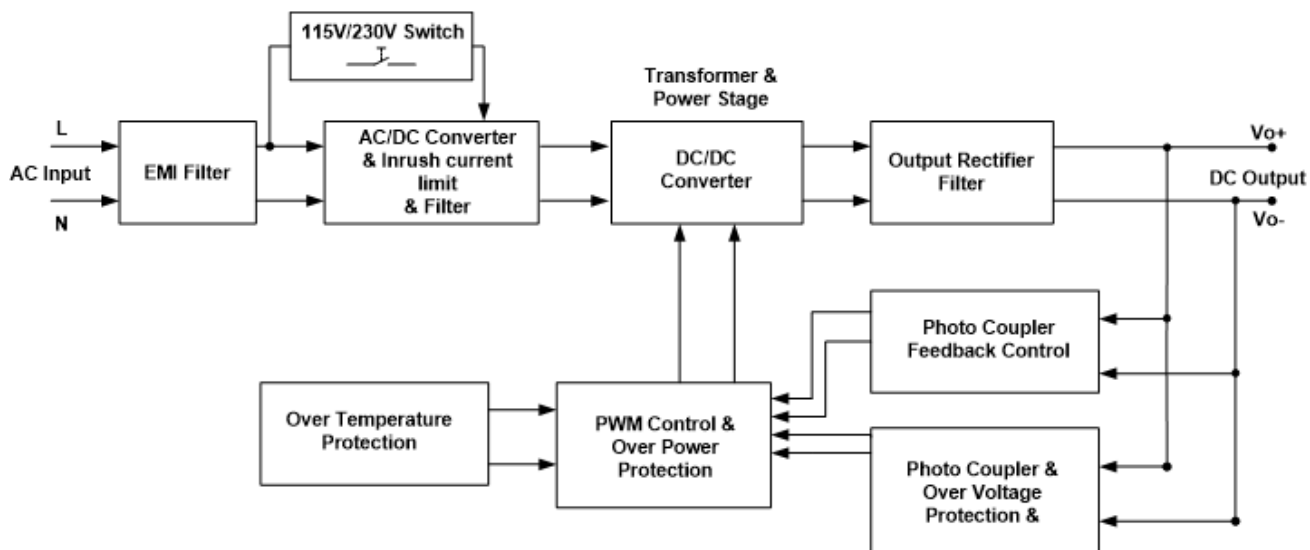 115V/230V Switch
Transformer &
Power Stage
L
AC Input
N
EMI Filter
AC/DC Converter
& Inrush current
limit
& Filter
DC/DC
Converter
Output Rectifier
Filter
Vo+
DC Output
Vo-
Photo Coupler
Feedback Control
Over Temperature
Protection
PWM Control &
Over Power
Protection
Photo Coupler &
Over Voltage
Protection &